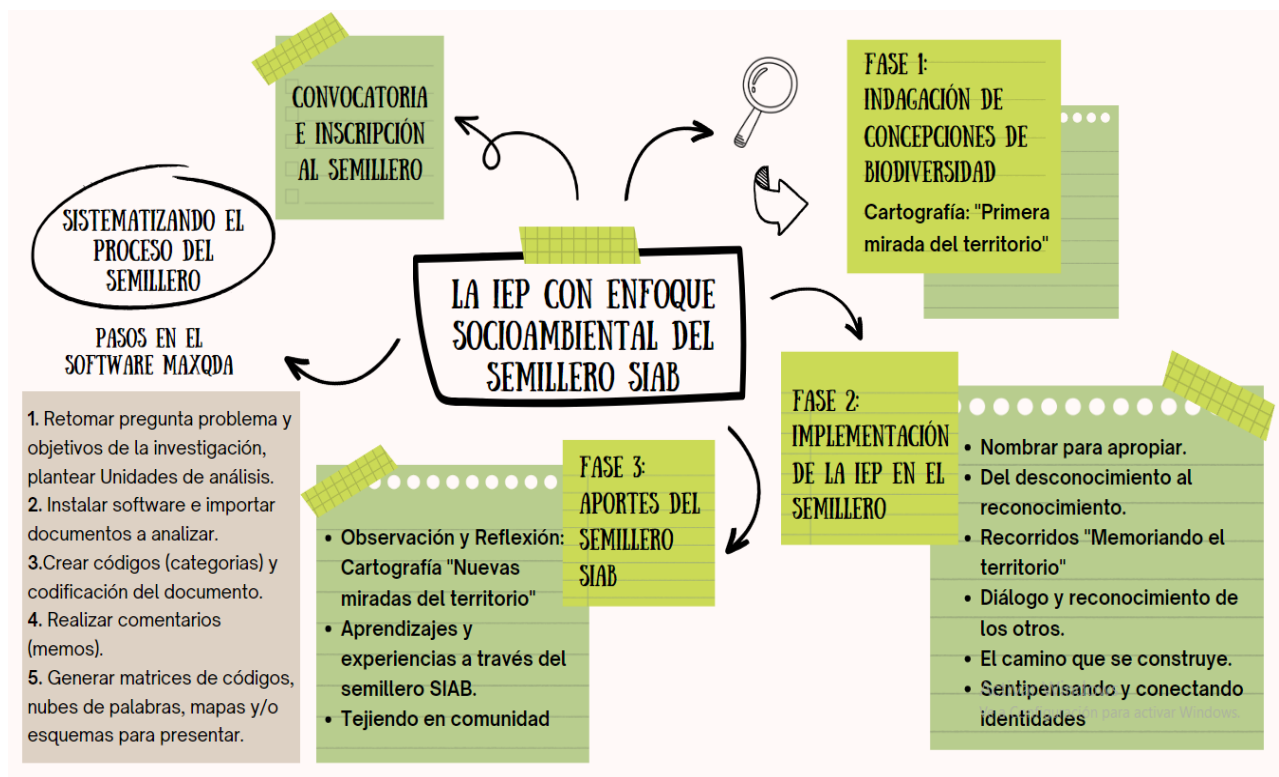 CONVOCATORIA
E INSCRIPCIÓN
AL SEMILLERO
FASE 1:
INDAGACIÓN DE
CONCEPCIONES DE
BIODIVERSIDAD
Cartografía: "Primera
mirada del territorio"
SISTEMATIZANDO EL
PROCESO DEL
SEMILLERO
PASOS EN EL
SOFTWARE MAXQDA
LA IEP CON ENFOQUE
SOCIOAMBIENTAL DEL
SEMILLERO SIAB
1. Retomar pregunta problema y
objetivos de la investigación,
plantear Unidades de análisis.
2. Instalar software e importar
documentos a analizar.
3.Crear códigos (categorias) y
codificación del documento.
4. Realizar comentarios
(memos).
5. Generar matrices de códigos,
nubes de palabras, mapas y/o
esquemas para presentar.
FASE 3:
APORTES DEL
SEMILLERO
SIAB
• Observación y Reflexión:
Cartografía "Nuevas
miradas del territorio"
• Aprendizajes y
experiencias a través del
semillero SIAB.
• Tejiendo en comunidad
FASE 2:
IMPLEMENTACIÓN
DE LA IEP EN EL
SEMILLERO
• Nombrar para apropiar.
• Del desconocimiento al
reconocimiento.
• Recorridos "Memoriando el
territorio"
• Diálogo y reconocimiento de
los otros.
• El camino que se construye.
• Sentipensando y conectando
identidades
Configuración para activar Windows.